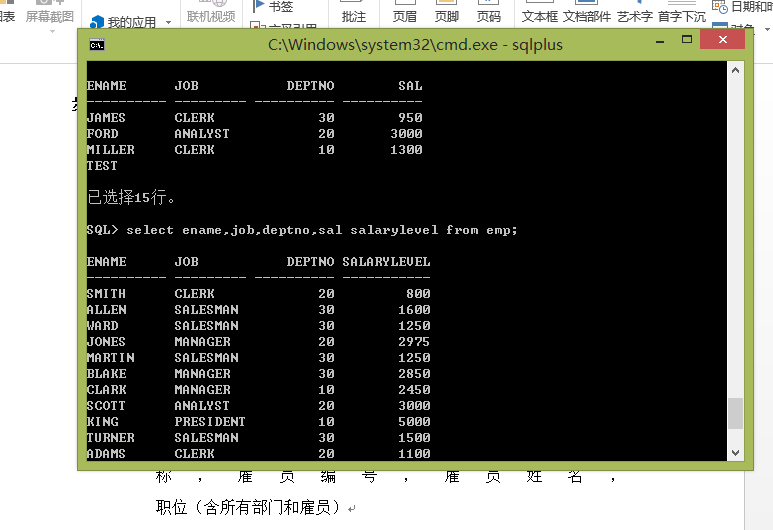 图表 屏幕截图 我的应用 联机视频 书签 批注 页眉 页脚 页码 文本框 文档部件 艺术字 首字下沉 日期和时
对象
C:\Windows\system32\cmd.exe - sqlplus
ENAME JOB DEPTNO SAL
---------- --------- ---------- ----------
JAMES CLERK 30 950
FORD ANALYST 20 3000
MILLER CLERK 10 1300
TEST
已选择15行。
SQL> select ename,job,deptno,sal salarylevel from emp;
ENAME JOB DEPTNO SALARYLEVEL
---------- --------- ---------- -----------
SMITH CLERK 20 800
ALLEN SALESMAN 30 1600
WARD SALESMAN 30 1250
JONES MANAGER 20 2975
MARTIN SALESMAN 30 1250
BLAKE MANAGER 30 2850
CLARK MANAGER 10 2450
SCOTT ANALYST 20 3000
KING PRESIDENT 10 5000
TURNER SALESMAN 30 1500
ADAMS CLERK 20 1100
称 ， 雇 员 编 号 ， 雇 员 姓 名 ，
职位（含所有部门和雇员）